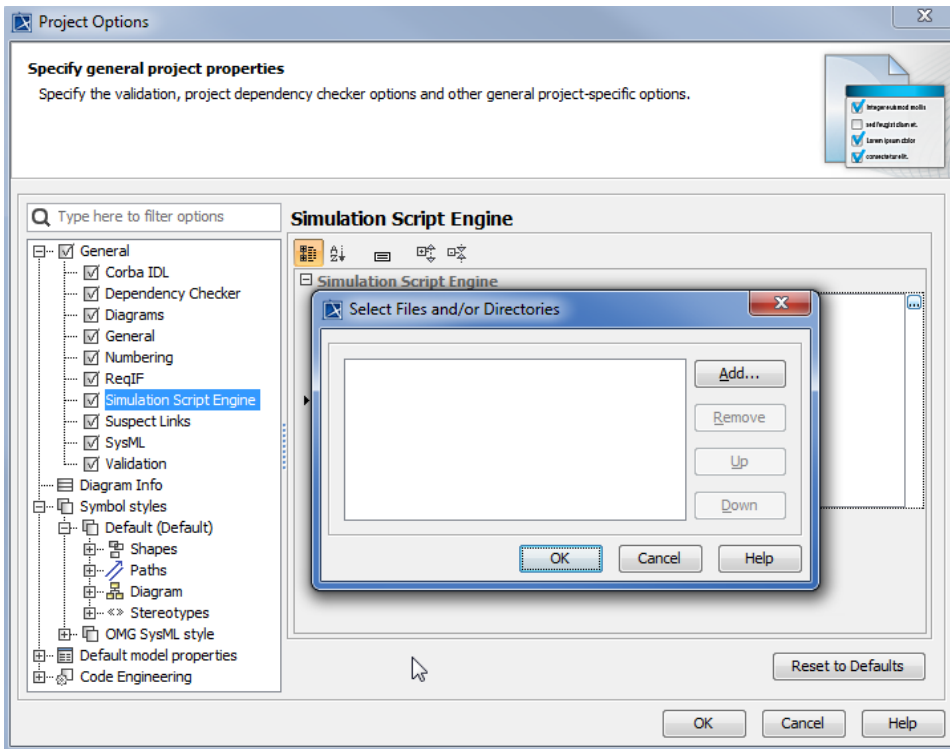 Project Options
Specify general project properties
Specify the validation, project dependency checker options and other general project-specific options.
Type here to filter options
General
Corba IDL
Dependency Checker
Diagrams
General
Numbering
ReqIF
Simulation Script Engine
Suspect Links
SysML
Validation
Diagram Info
Symbol styles
Default (Default)
Shapes
Paths
Diagram
«» Stereotypes
OMG SysML style
Default model properties
Code Engineering
Simulation Script Engine
Simulation Script Engine
Select Files and/or Directories
Add...
Remove
Up
Down
OK Cancel Help
Reset to Defaults
OK Cancel Help